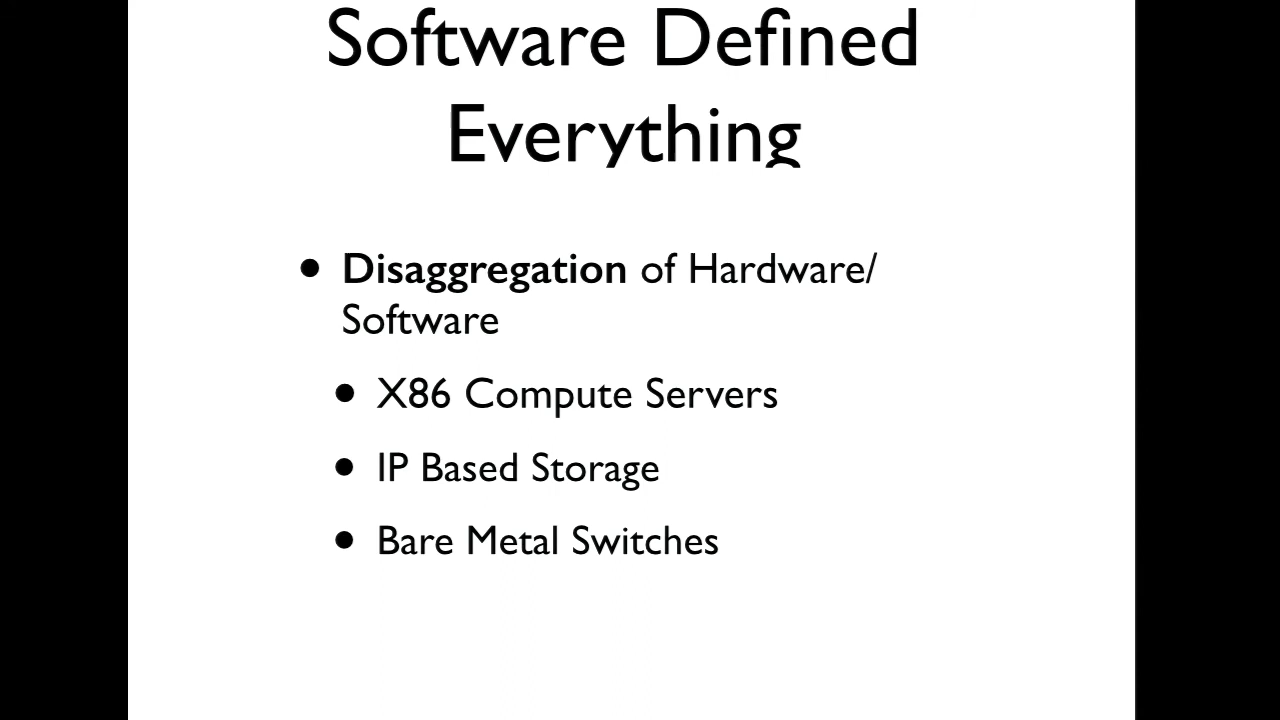 Software Defined
Everything
• Disaggregation of Hardware/
Software
• X86 Compute Servers
• IP Based Storage
• Bare Metal Switches